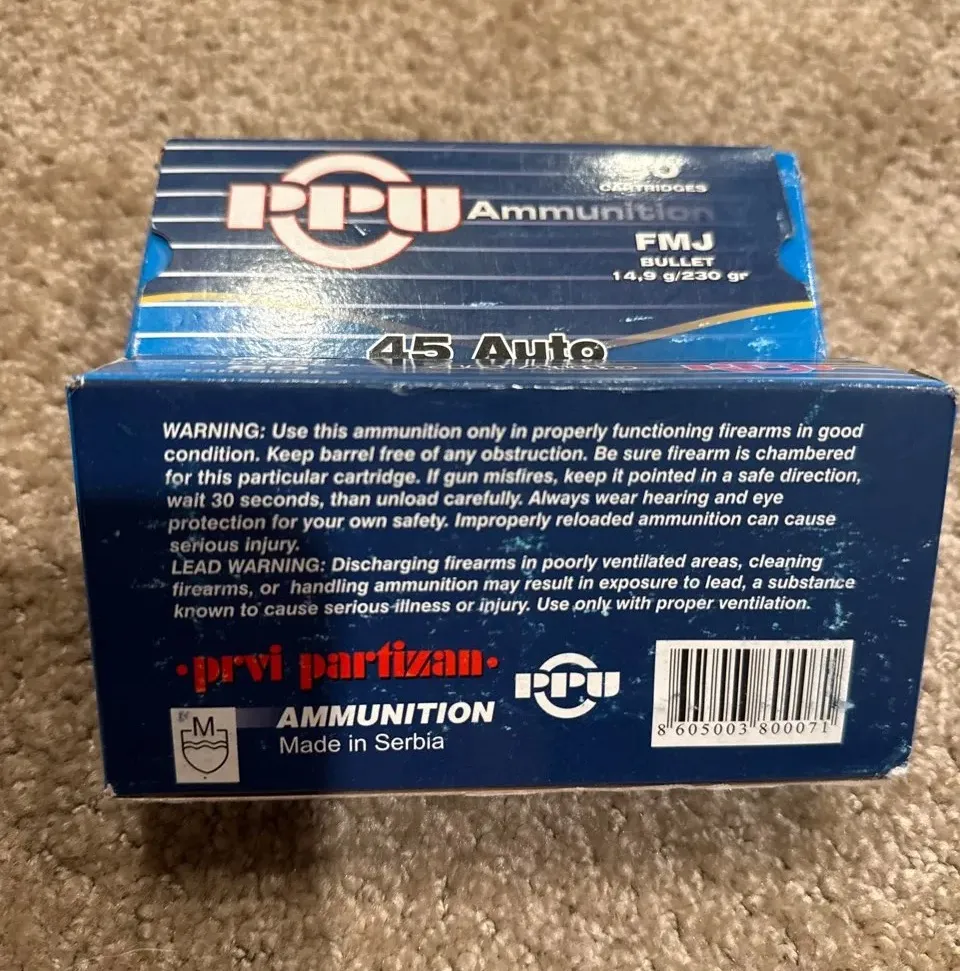 PPU Ammunition
CARTRIDGES
FMJ
BULLET
14,9 g/230 gr
45 Auto
WARNING: Use this ammunition only in properly functioning firearms in good
condition. Keep barrel free of any obstruction. Be sure firearm is chambered
for this particular cartridge. If gun misfires, keep it pointed in a safe direction,
wait 30 seconds, than unload carefully. Always wear hearing and eye
protection for your own safety. Improperly reloaded ammunition can cause
serious injury.
LEAD WARNING: Discharging firearms in poorly ventilated areas, cleaning
firearms, or handling ammunition may result in exposure to lead, a substance
known to cause serious illness or injury. Use only with proper ventilation.
•prvi partizan•
PPU
AMMUNITION
Made in Serbia
M
8 605003 800071